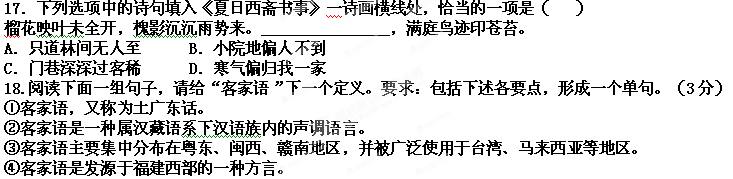 17. 下列选项中的诗句填入《夏日西斋书事》一诗画横线处，恰当的一项是（    ）
榴花映叶未全开，槐影沉沉雨势来。________________，满庭鸟迹印苍苔。
A．只道林间无人至    B．小院地偏人不到
C．门巷深深过客稀    D．寒气偏归我一家
18.阅读下面一组句子，请给“客家语”下一个定义。要求：包括下述各要点，形成一个单句。（3分）
①客家语，又称为土广东话。
②客家语是一种属汉藏语系下汉语族内的声调语言。
③客家语主要集中分布在粤东、闽西、赣南地区，并被广泛使用于台湾、马来西亚等地区。
④客家语是发源于福建西部的一种方言。